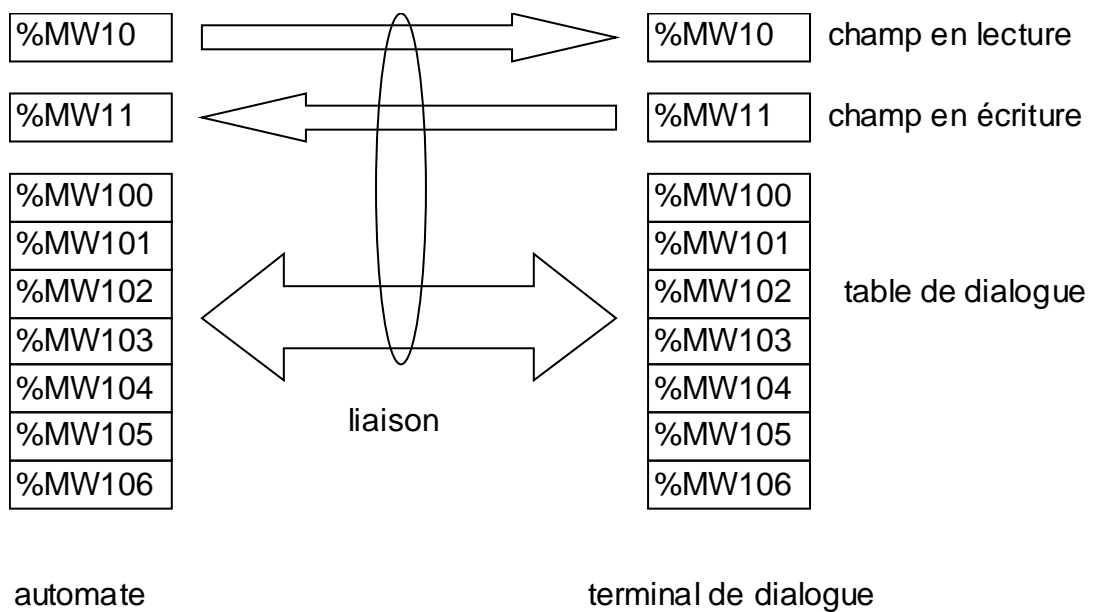 %MW10 %MW10 champ en lecture
%MW11 %MW11 champ en écriture
%MW100 %MW100
%MW101 %MW101
%MW102 %MW102 table de dialogue
%MW103 %MW103
%MW104 %MW104
liaison
%MW105 %MW105
%MW106 %MW106
automate terminal de dialogue